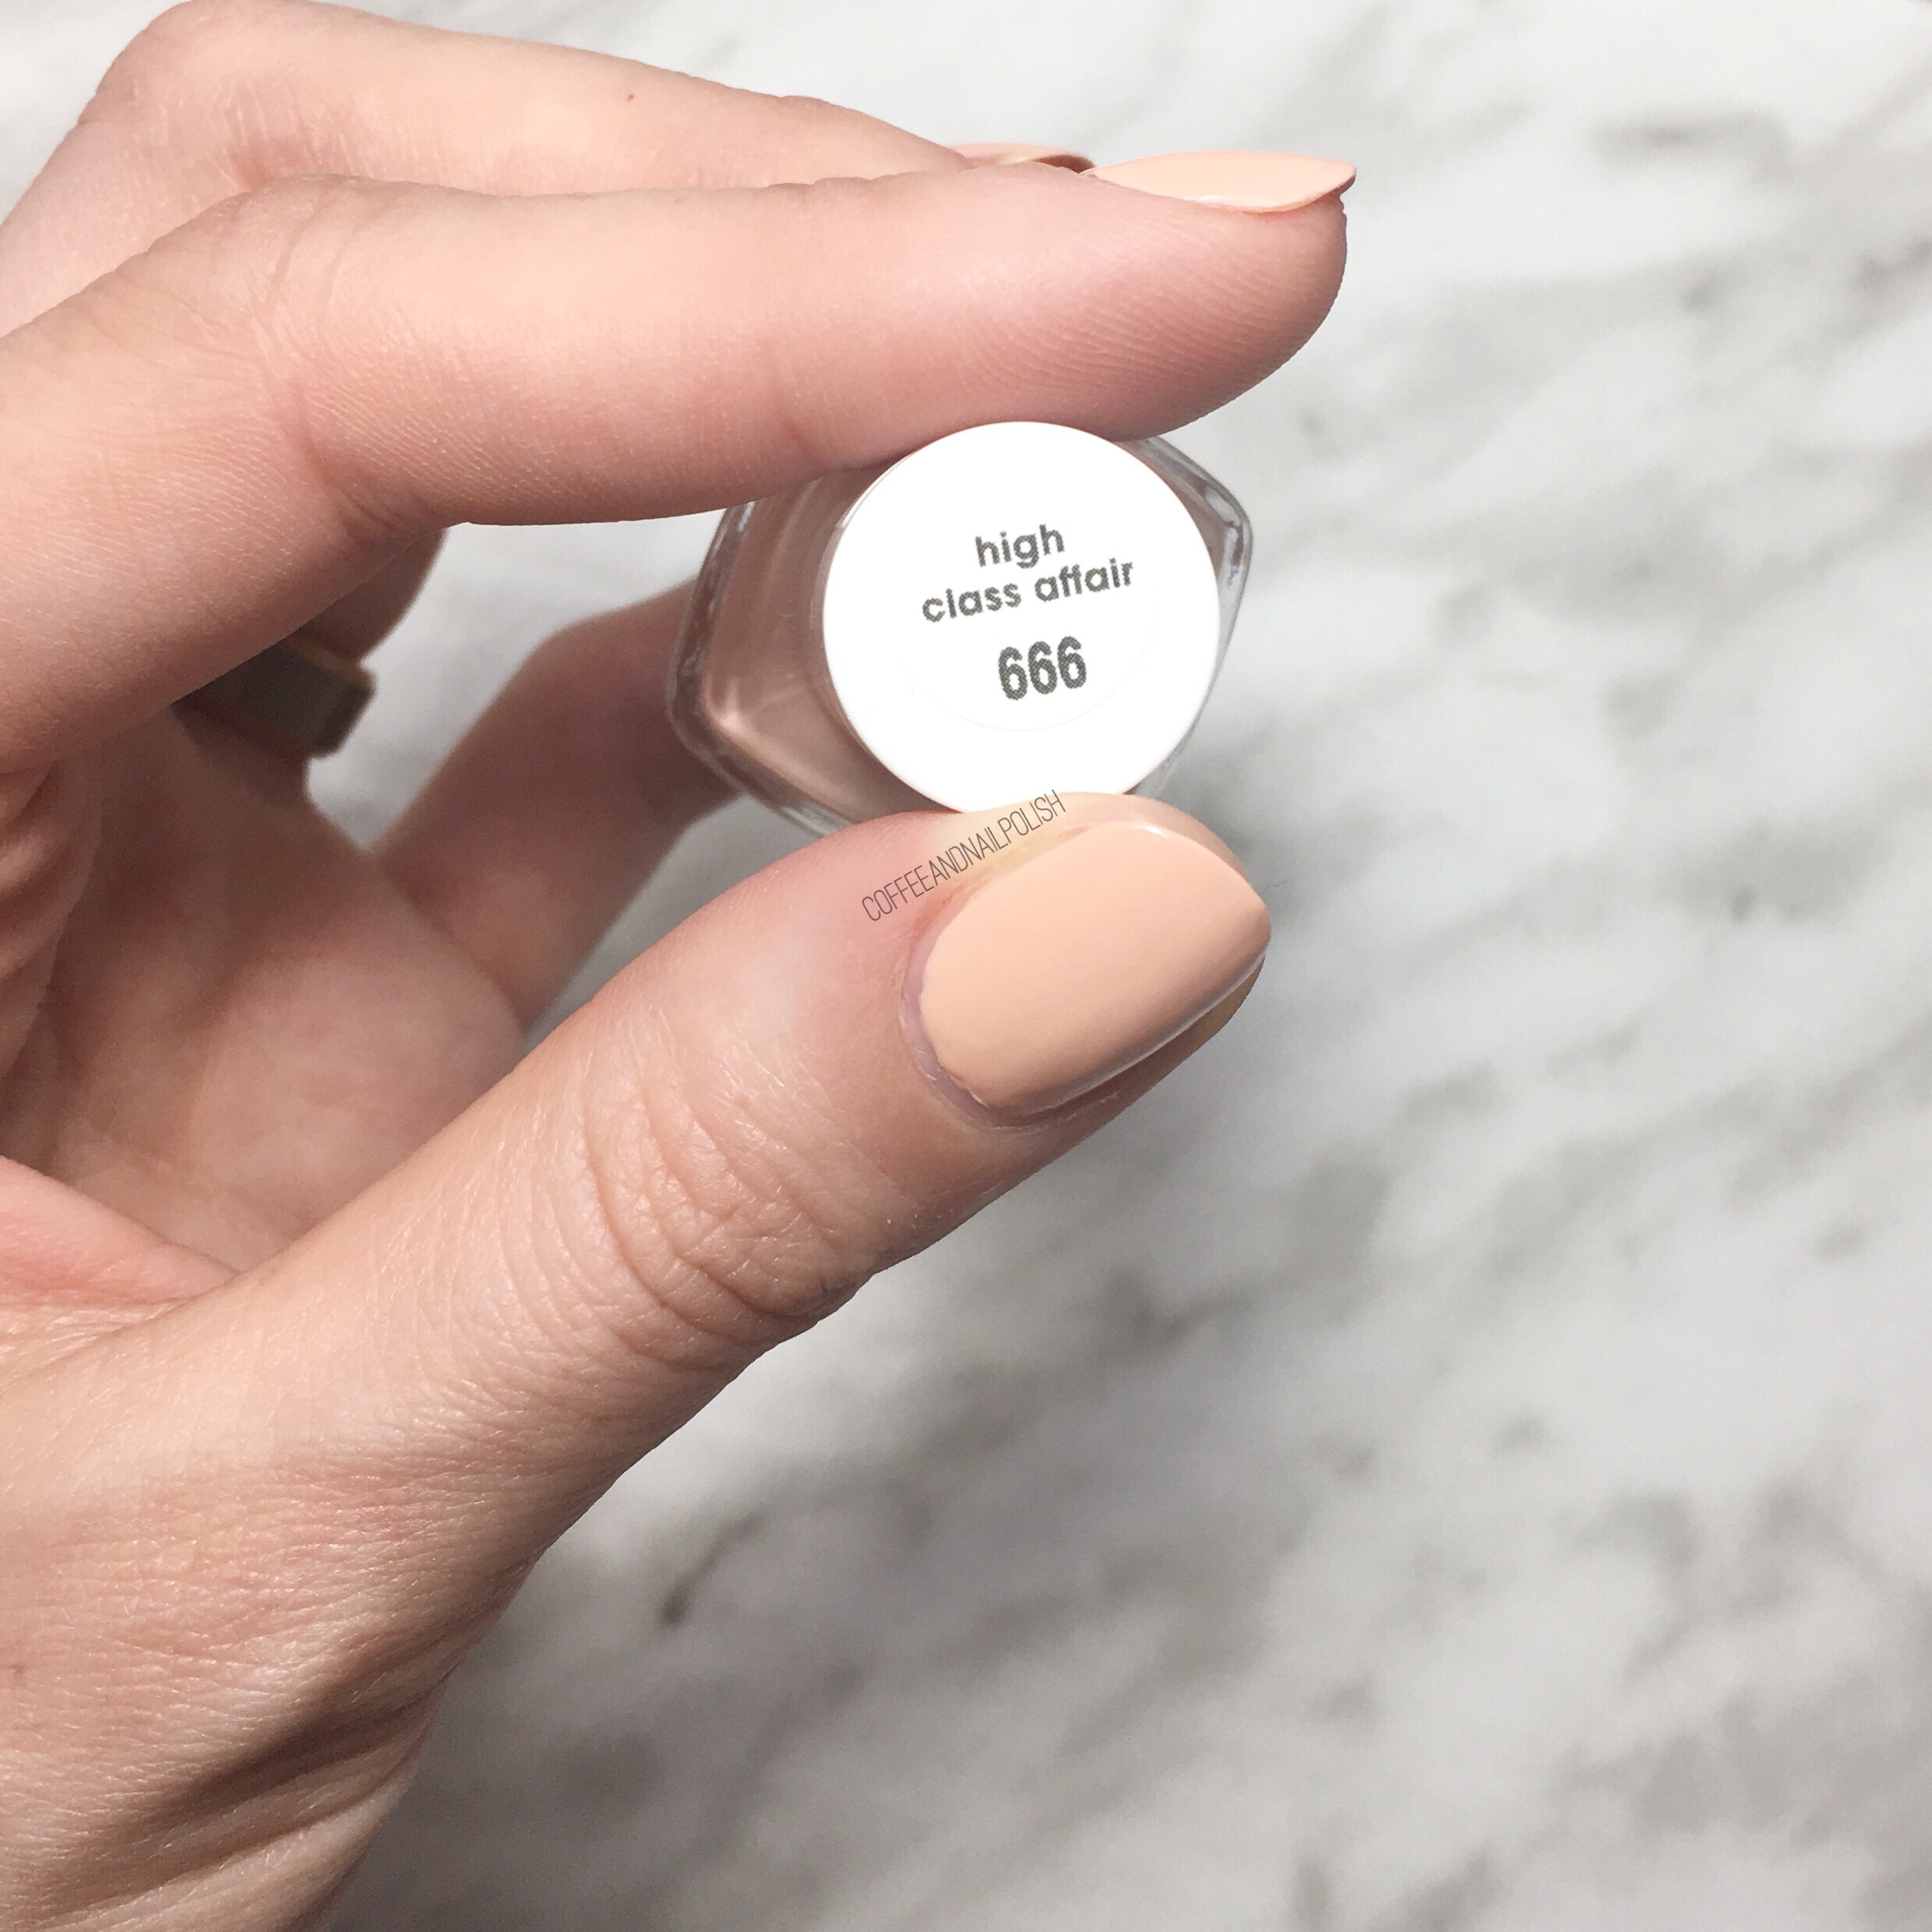 high
class affair
666
COFFEEANDNAILPOLISH